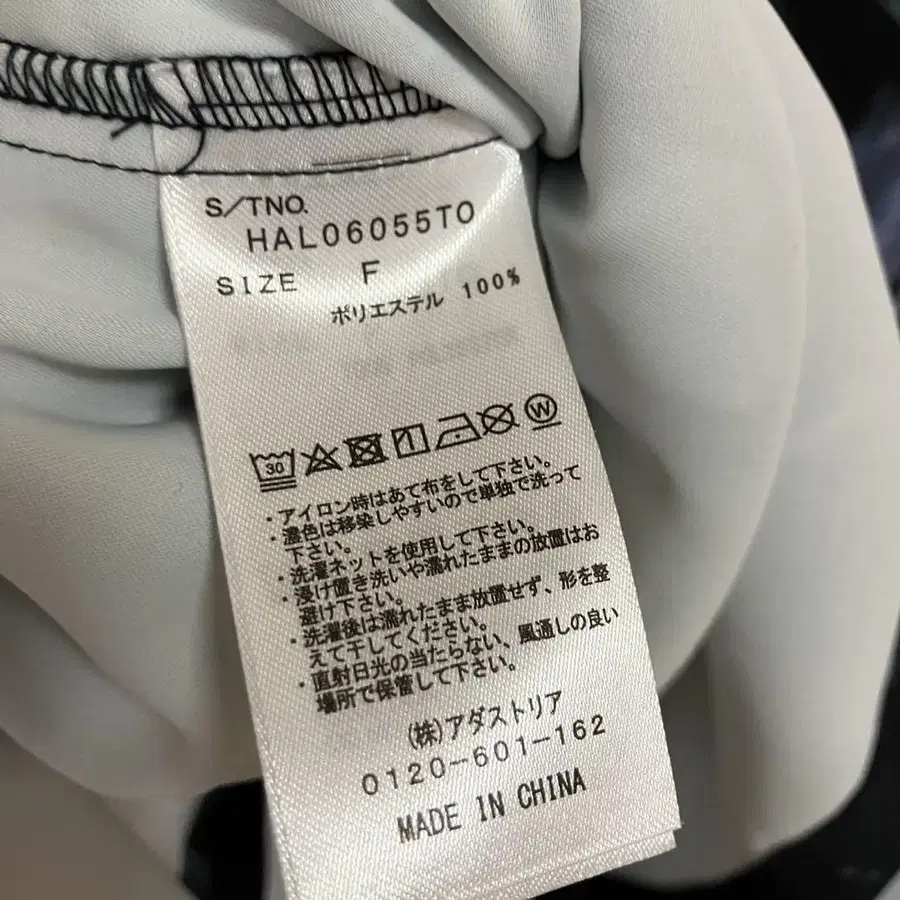 S/TNO.
HAL06055TO
SIZE F
ポリエステル 100%
30
W
・アイロン時はあて布をして下さい。
・濃色は移染しやすいので単独で洗って
下さい。
・洗濯ネットを使用して下さい。
・浸け置き洗いや濡れたままの放置はお
避け下さい。
・洗濯後は濡れたまま放置せず、形を整
えて干してください。
・直射日光の当たらない、風通しの良い
場所で保管して下さい。
(株)アダストリア
0120-601-162
MADE IN CHINA